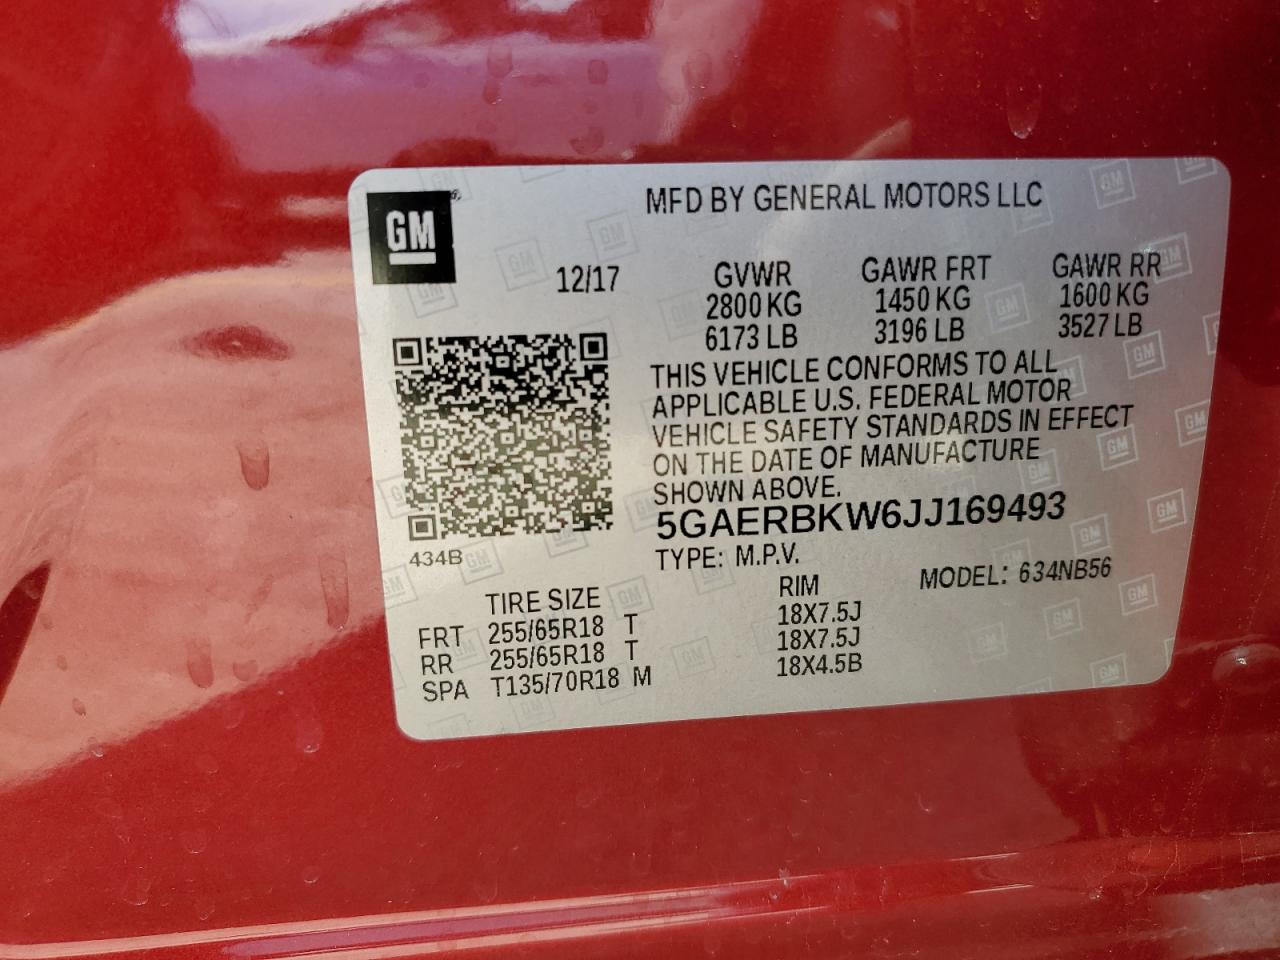 GM
MFD BY GENERAL MOTORS LLC
12/17
GVWR GAWR FRT GAWR RR
2800 KG 1450 KG 1600 KG
6173 LB 3196 LB 3527 LB
THIS VEHICLE CONFORMS TO ALL
APPLICABLE U.S. FEDERAL MOTOR
VEHICLE SAFETY STANDARDS IN EFFECT
ON THE DATE OF MANUFACTURE
SHOWN ABOVE.
5GAERBKW6JJ169493
434B
TYPE: M.P.V. MODEL: 634NB56
TIRE SIZE RIM
FRT 255/65R18 T 18X7.5J
RR 255/65R18 T 18X7.5J
SPA T135/70R18 M 18X4.5B